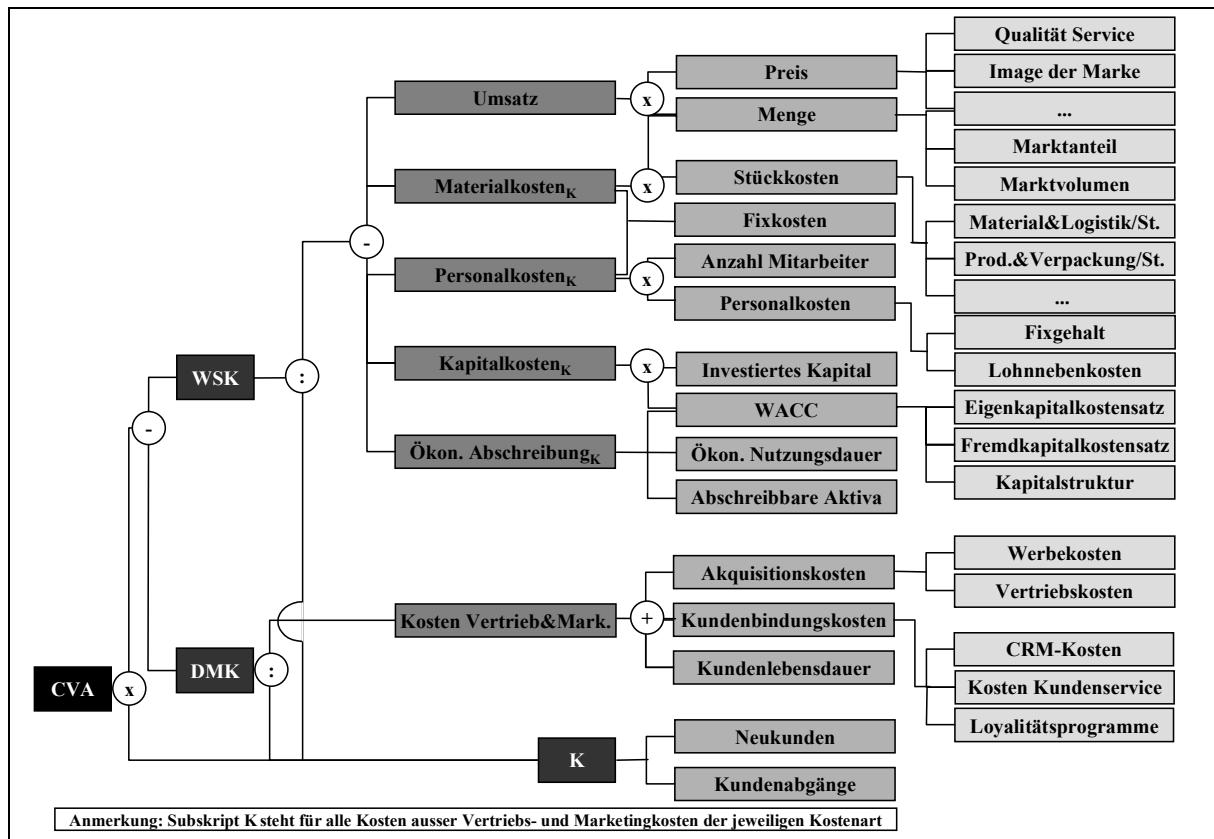 CVA
x
-
WSK
:
DMK
:
K
-
Umsatz
x
Materialkosten_K
x
Personalkosten_K
x
Kapitalkosten_K
x
Ökon. Abschreibung_K
Kosten Vertrieb&Mark.
+
Preis
Menge
Stückkosten
Fixkosten
Anzahl Mitarbeiter
Personalkosten
Investiertes Kapital
WACC
Ökon. Nutzungsdauer
Abschreibbare Aktiva
Akquisitionskosten
Kundenbindungskosten
Kundenlebensdauer
Neukunden
Kundenabgänge
Qualität Service
Image der Marke
...
Marktanteil
Marktvolumen
Material&Logistik/St.
Prod.&Verpackung/St.
...
Fixgehalt
Lohnnebenkosten
Eigenkapitalkostensatz
Fremdkapitalkostensatz
Kapitalstruktur
Werbekosten
Vertriebskosten
CRM-Kosten
Kosten Kundenservice
Loyalitätsprogramme
Anmerkung: Subskript K steht für alle Kosten ausser Vertriebs- und Marketingkosten der jeweiligen Kostenart